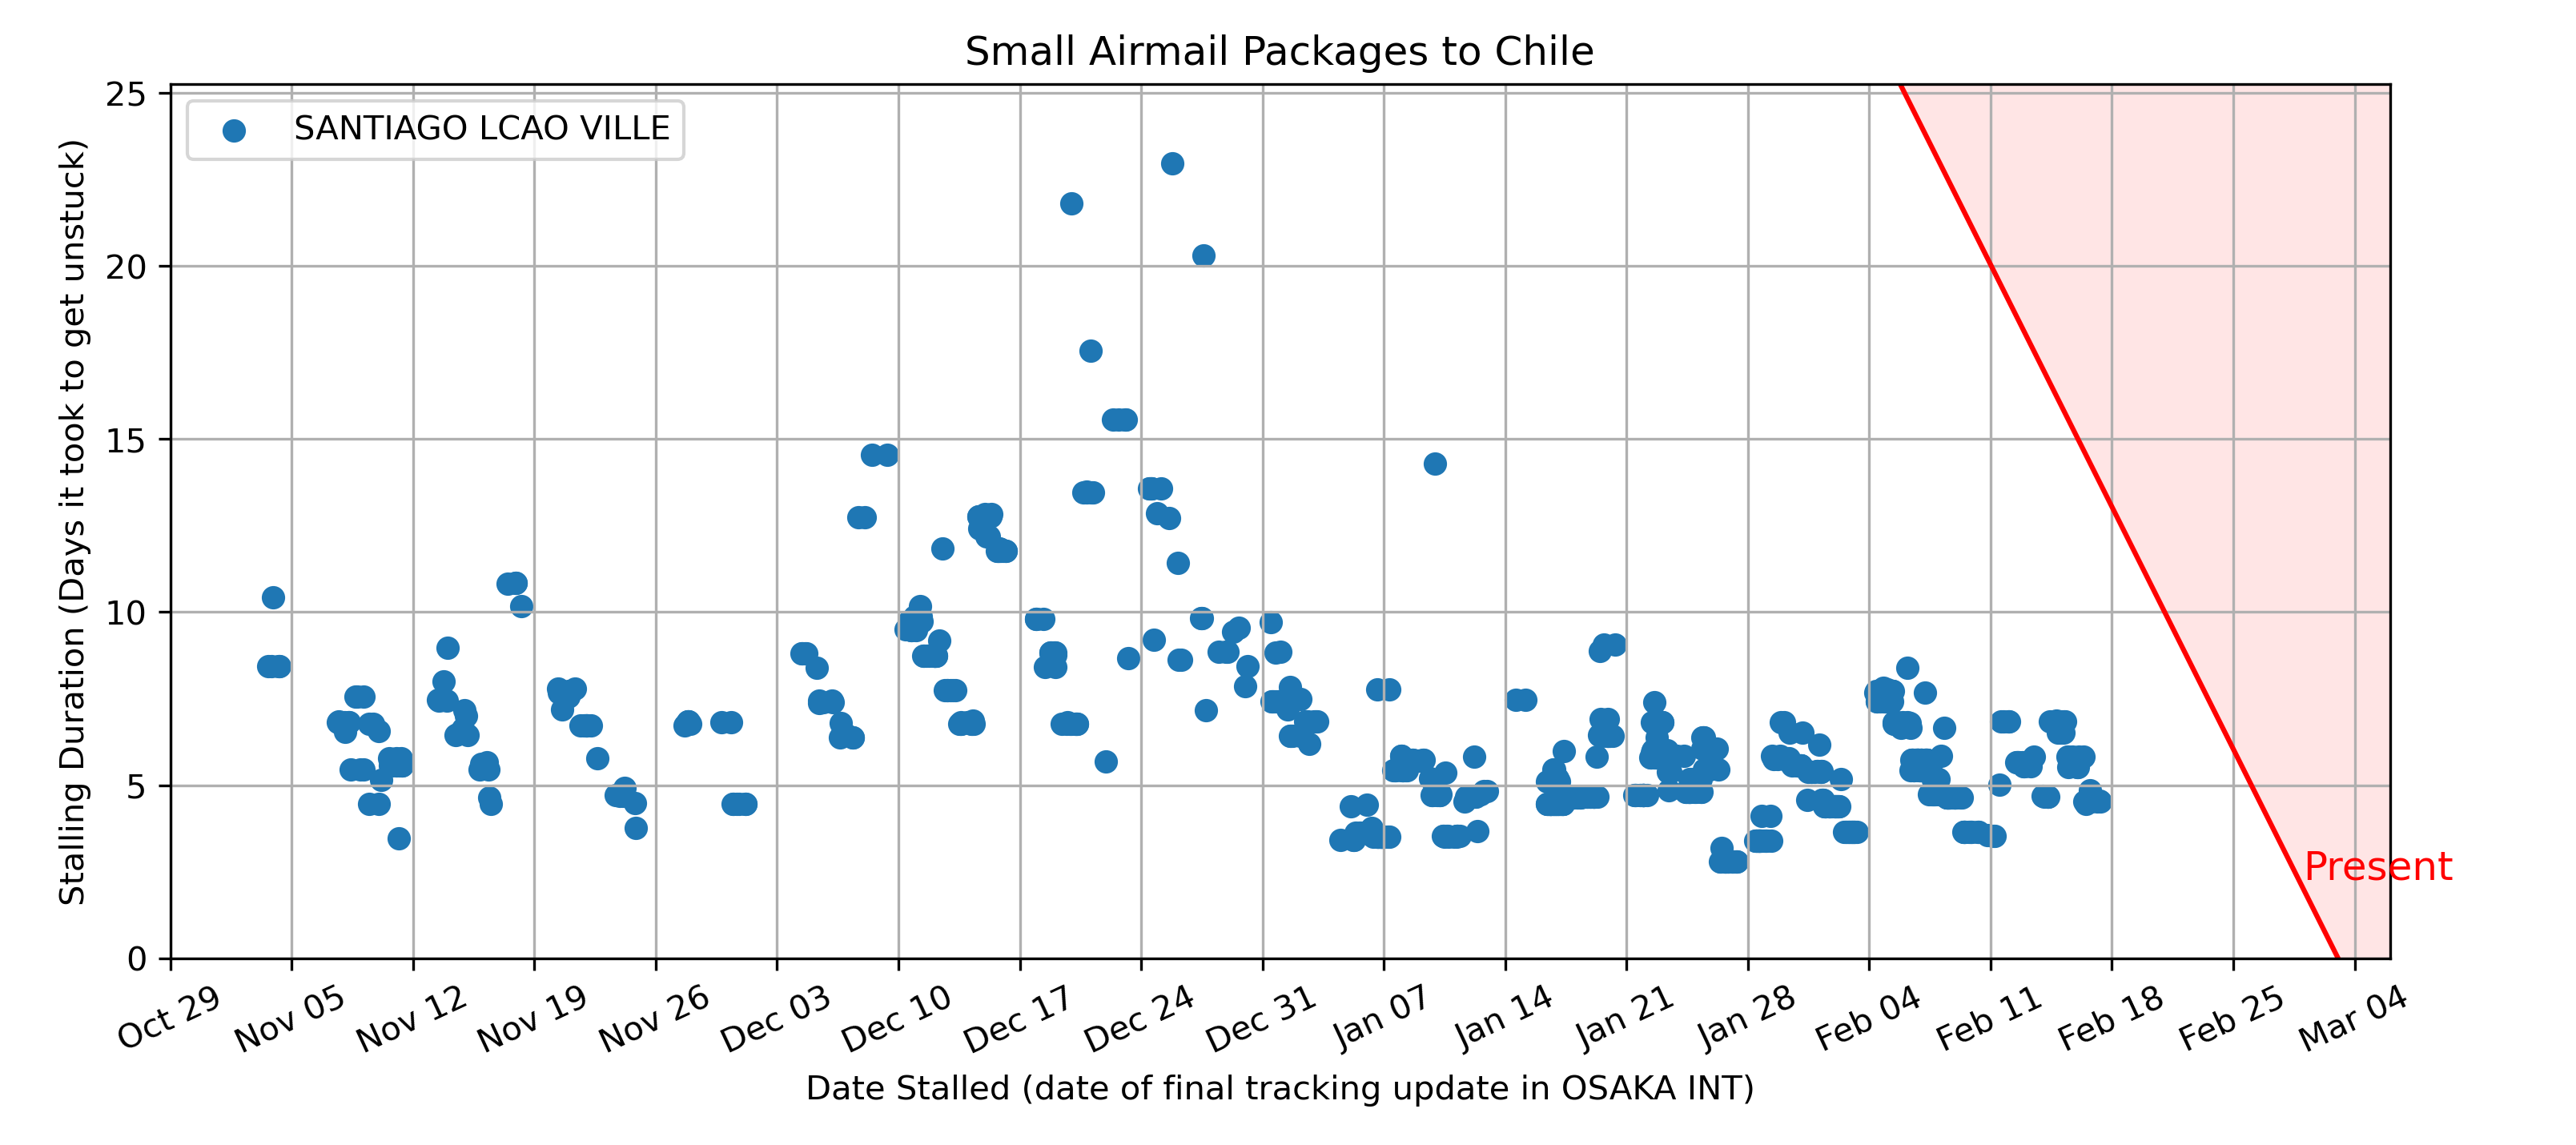 Small Airmail Packages to Chile
SANTIAGO LCAO VILLE
Stalling Duration (Days it took to get unstuck)
25
20
15
10
5
0
Present
Oct 29
Nov 05
Nov 12
Nov 19
Nov 26
Dec 03
Dec 10
Dec 17
Dec 24
Dec 31
Jan 07
Jan 14
Jan 21
Jan 28
Feb 04
Feb 11
Feb 18
Feb 25
Mar 04
Date Stalled (date of final tracking update in OSAKA INT)